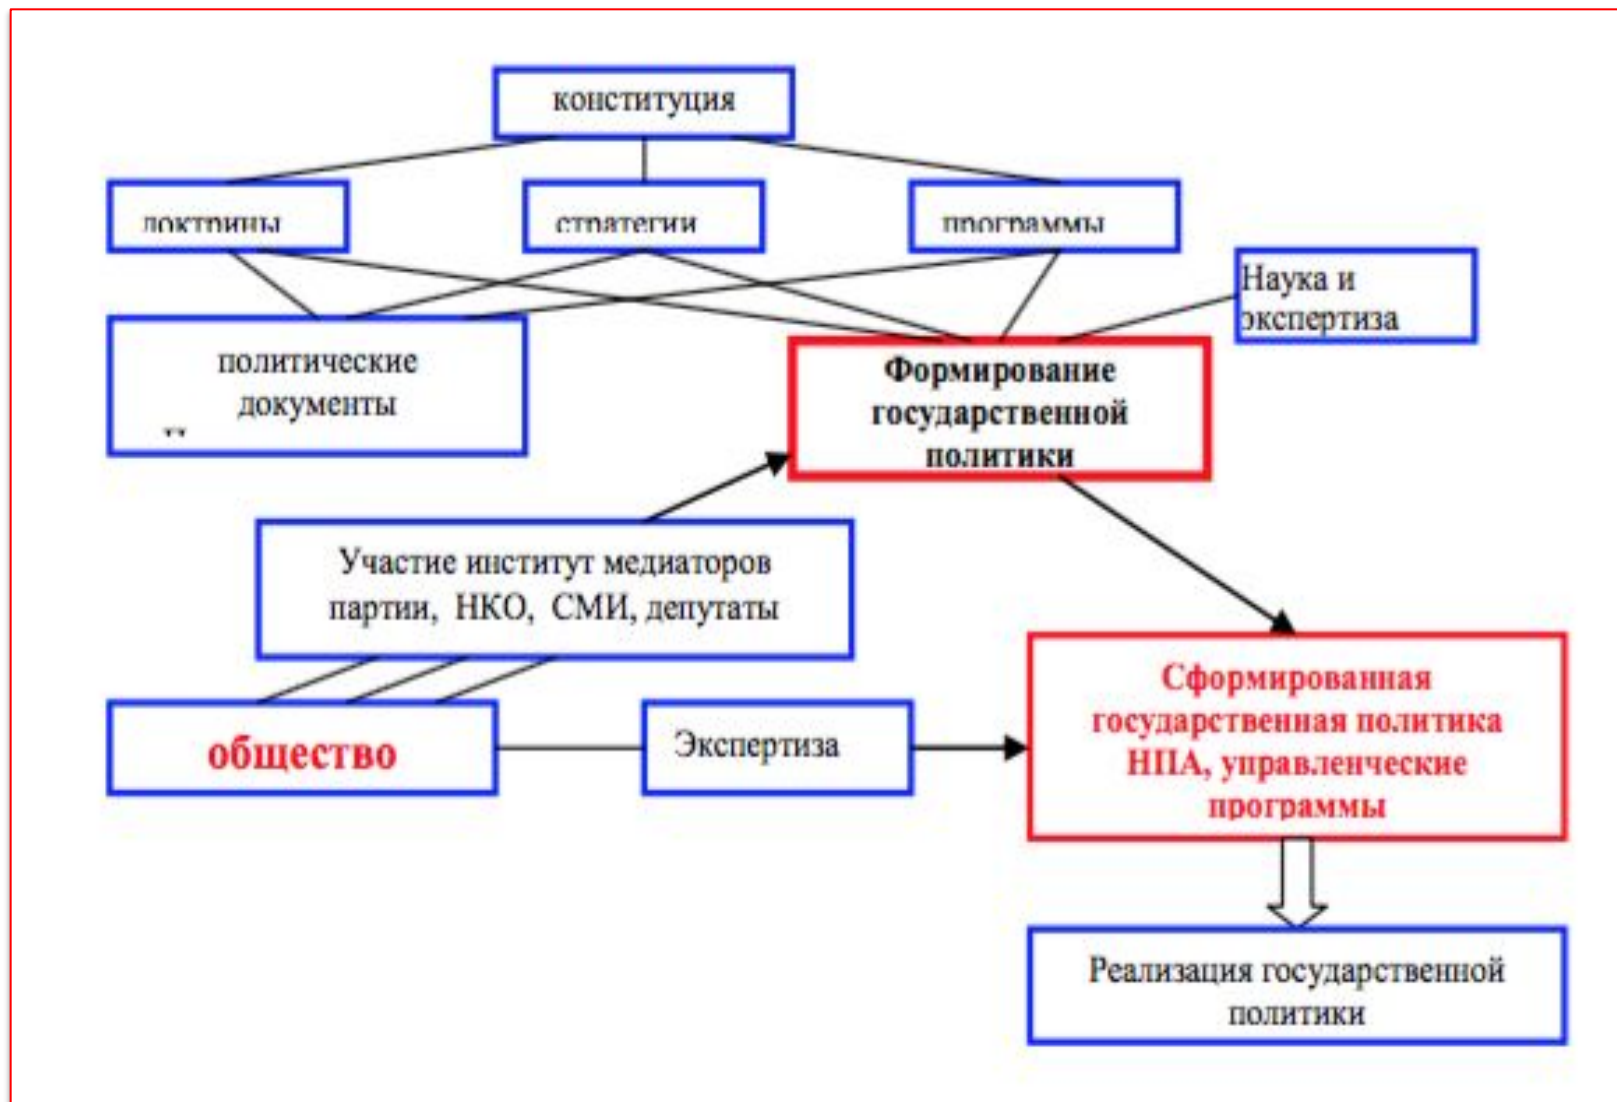 конституция
доктрины
стратегии
программы
Наука и
экспертиза
политические
документы
Формирование
государственной
политики
Участие институт медиаторов
партии, НКО, СМИ, депутаты
общество
Экспертиза
Сформированная
государственная политика
НПА, управленческие
программы
Реализация государственной
политики